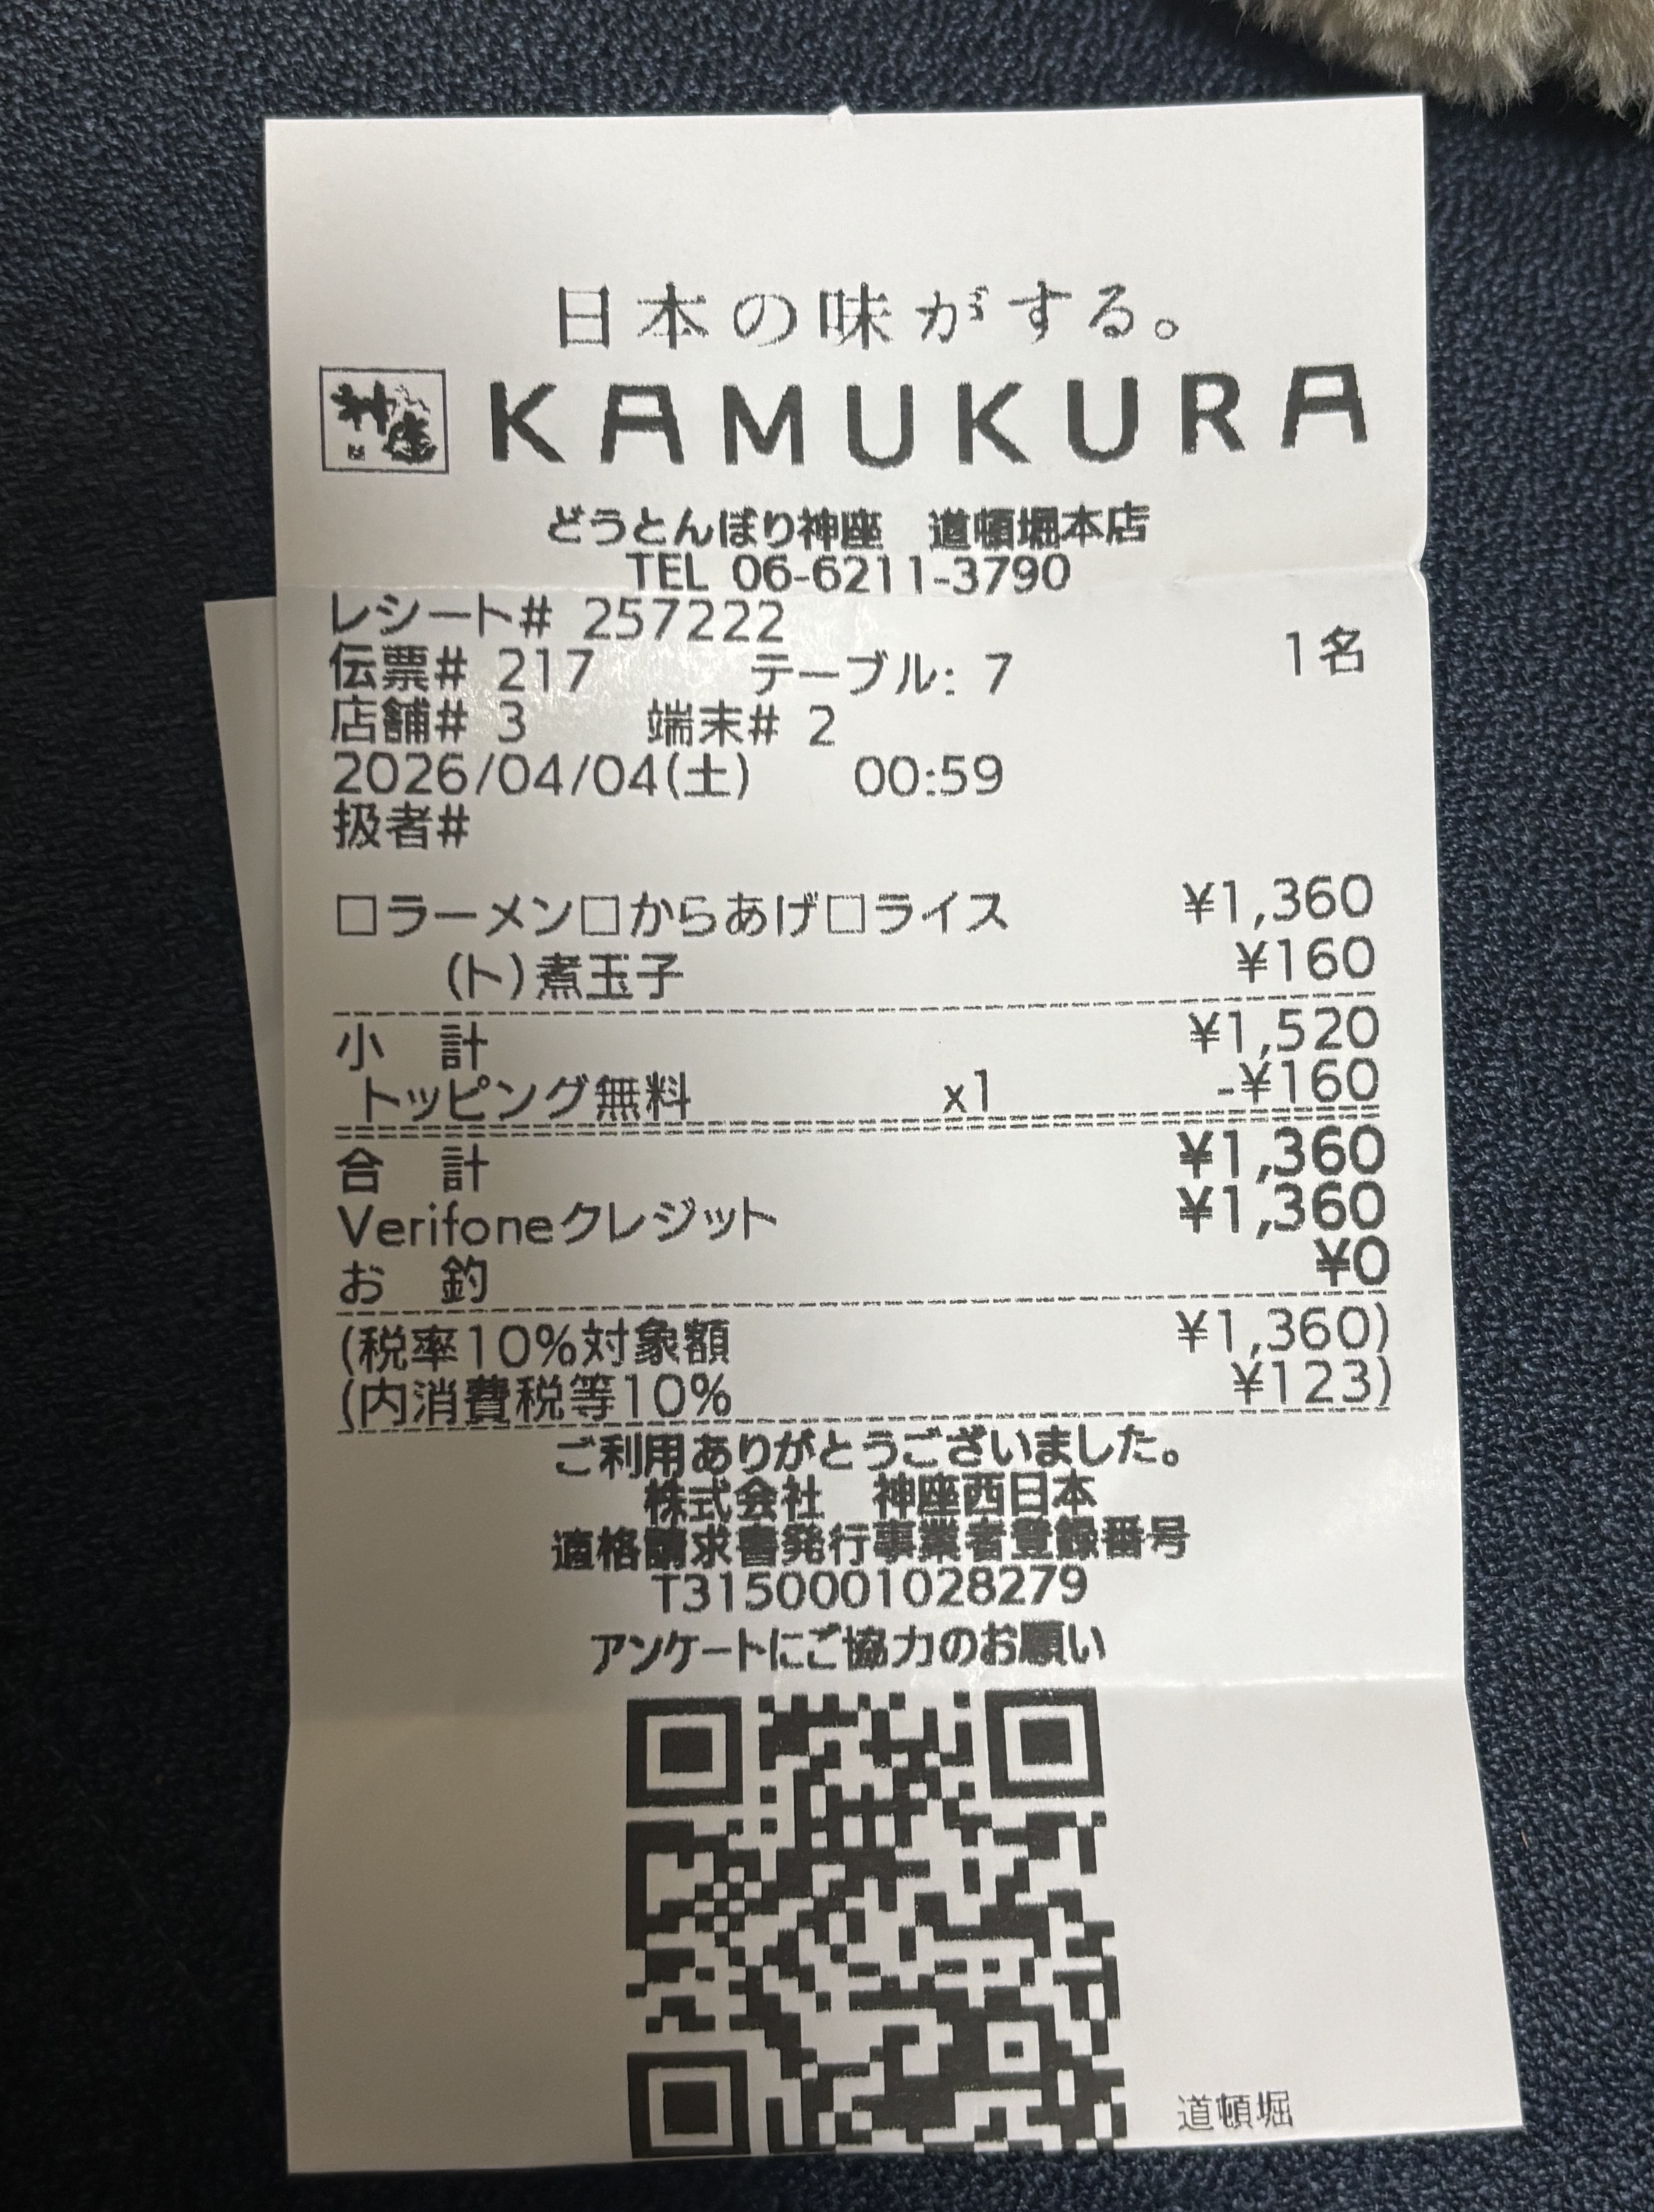 日本の味がする。
神座 KAMUKURA
どうとんぼり神座　道頓堀本店
TEL 06-6211-3790
レシート# 257222
1名
伝票# 217 テーブル: 7
店舗# 3 端末# 2
2026/04/04(土) 00:59
扱者#
□ラーメン□からあげ□ライス ¥1,360
(ト)煮玉子 ¥160
小　計 ¥1,520
トッピング無料 x1 -¥160
合　計 ¥1,360
Verifoneクレジット ¥1,360
お　釣 ¥0
(税率10%対象額 ¥1,360)
(内消費税等10% ¥123)
ご利用ありがとうございました。
株式会社　神座西日本
適格請求書発行事業者登録番号
T3150001028279
アンケートにご協力のお願い
道頓堀